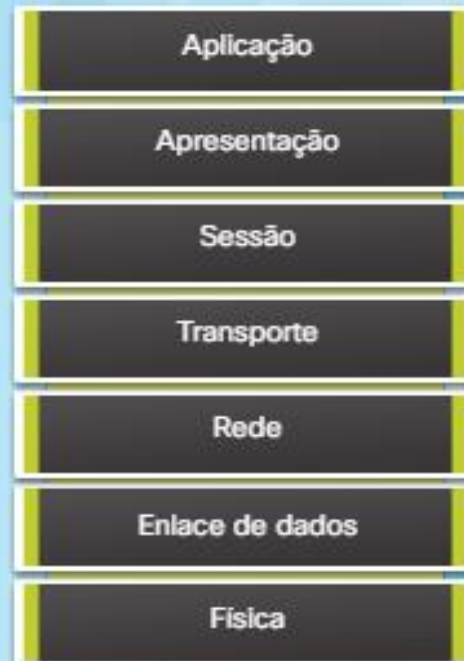 Aplicação
Apresentação
Sessão
Transporte
Rede
Enlace de dados
Física